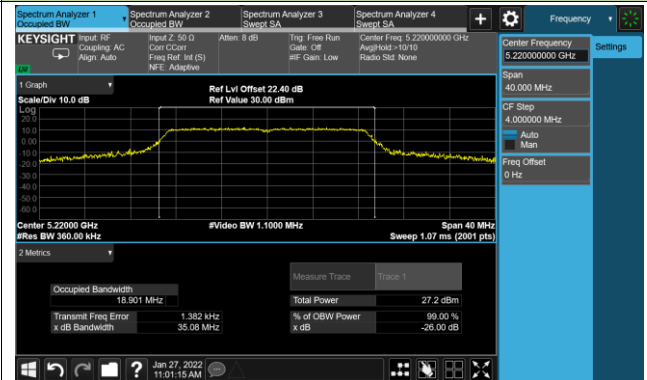 Spectrum Analyzer 1
Occupied BW
Spectrum Analyzer 2
Occupied BW
Spectrum Analyzer 3
Swept SA
Spectrum Analyzer 4
Swept SA
+
Frequency
KEYSIGHT
Input: RF
Coupling: AC
Align: Auto
Input Z: 50 Ω
Corr CCorr
Freq Ref: Int (S)
NFE: Adaptive
Atten: 8 dB
Trig: Free Run
Gate: Off
#IF Gain: Low
Center Freq: 5.220000000 GHz
Avg|Hold:>10/10
Radio Std: None
Center Frequency
5.220000000 GHz
Settings
Span
40.000 MHz
CF Step
4.000000 MHz
Auto
Man
Freq Offset
0 Hz
1 Graph
Scale/Div 10.0 dB
Ref Lvl Offset 22.40 dB
Ref Value 30.00 dBm
Log
20.0
10.0
0.00
-10.0
-20.0
-30.0
-40.0
-50.0
-60.0
Center 5.22000 GHz
#Res BW 360.00 kHz
#Video BW 1.1000 MHz
Span 40 MHz
Sweep 1.07 ms (2001 pts)
2 Metrics
Measure Trace
Trace 1
Occupied Bandwidth
18.901 MHz
Total Power
27.2 dBm
Transmit Freq Error
1.382 kHz
% of OBW Power
99.00 %
x dB Bandwidth
35.08 MHz
x dB
-26.00 dB
?
Jan 27, 2022
11:01:15 AM